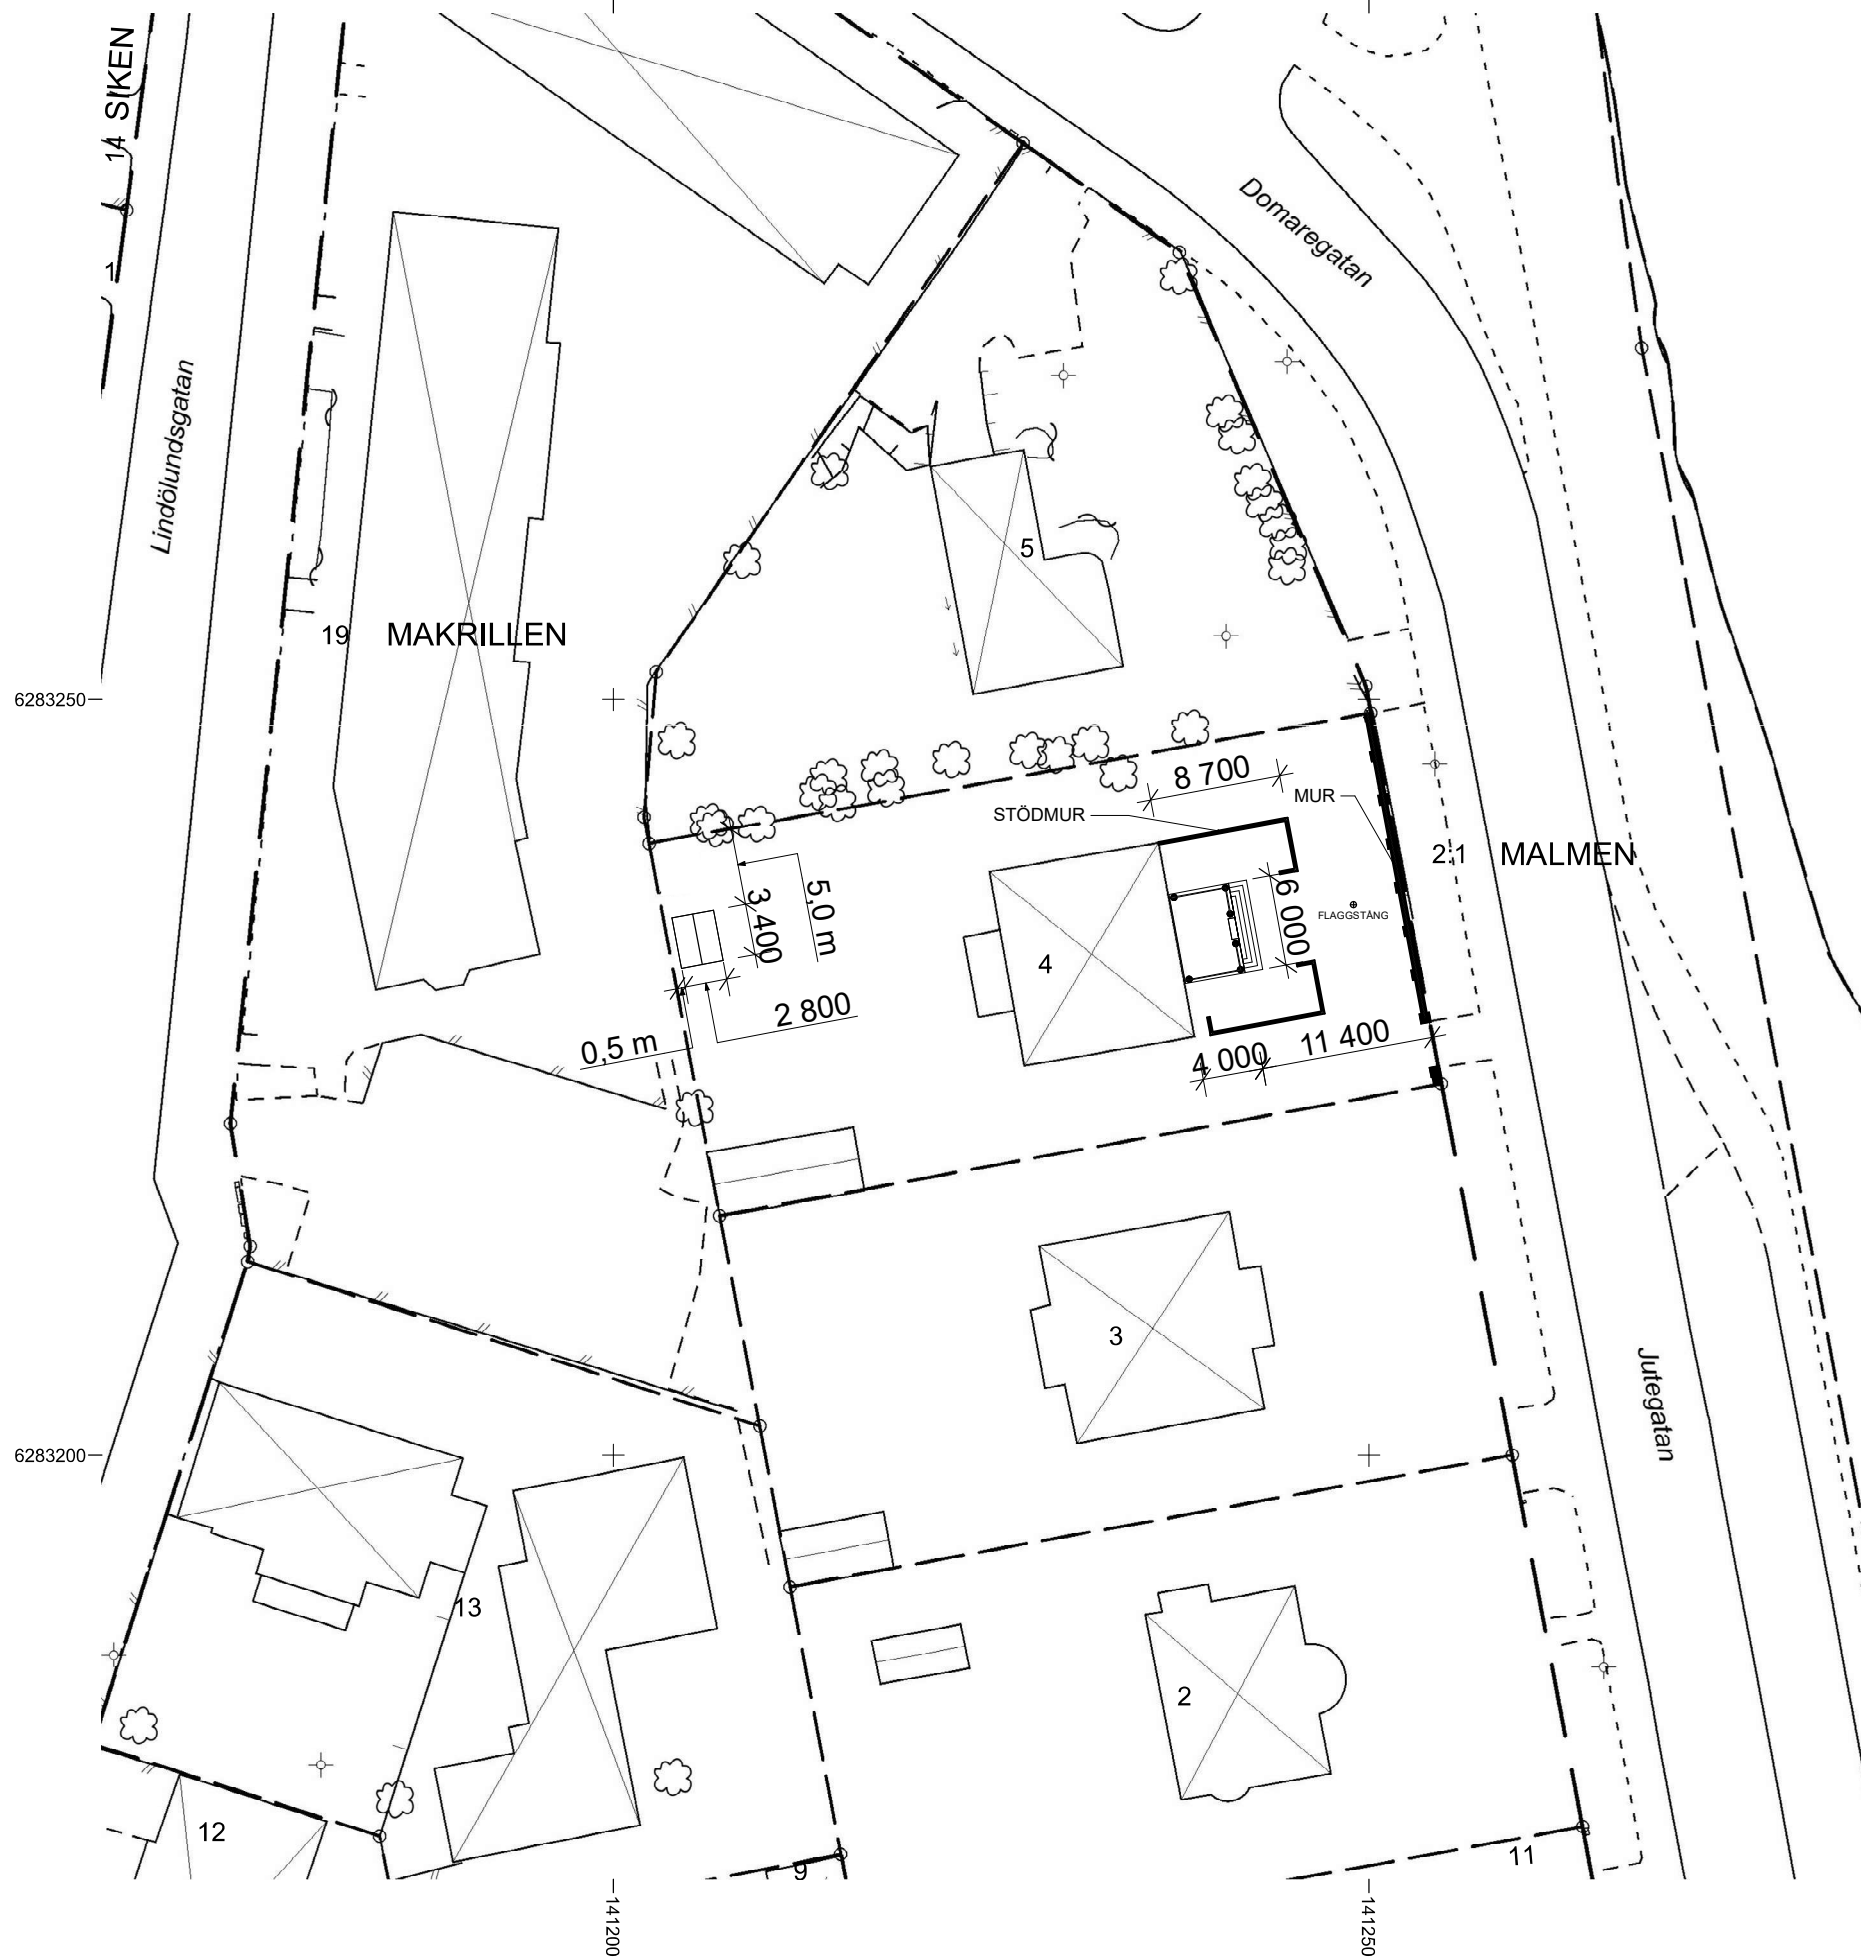 14 SIKEN
1
Domaregatan
Lindölundsgatan
5
19
MAKRILLEN
6283250
8 700
STÖDMUR
MUR
2:1
MALMEN
5,0 m
3 400
6 000
FLAGGSTÅNG
4
2 800
0,5 m
4 000
11 400
3
Jutegatan
6283200
13
2
12
9
11
141200
141250